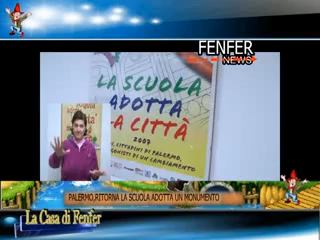 FENFER
NEWS
LA SCUOLA
ADOTTA
LA CITTÀ
2007
CITTADINI DI PALERMO,
DI UN CAMBIAMENTO
PALERMO,RITORNA LA SCUOLA ADOTTA UN MONUMENTO
La Casa di Fenfer